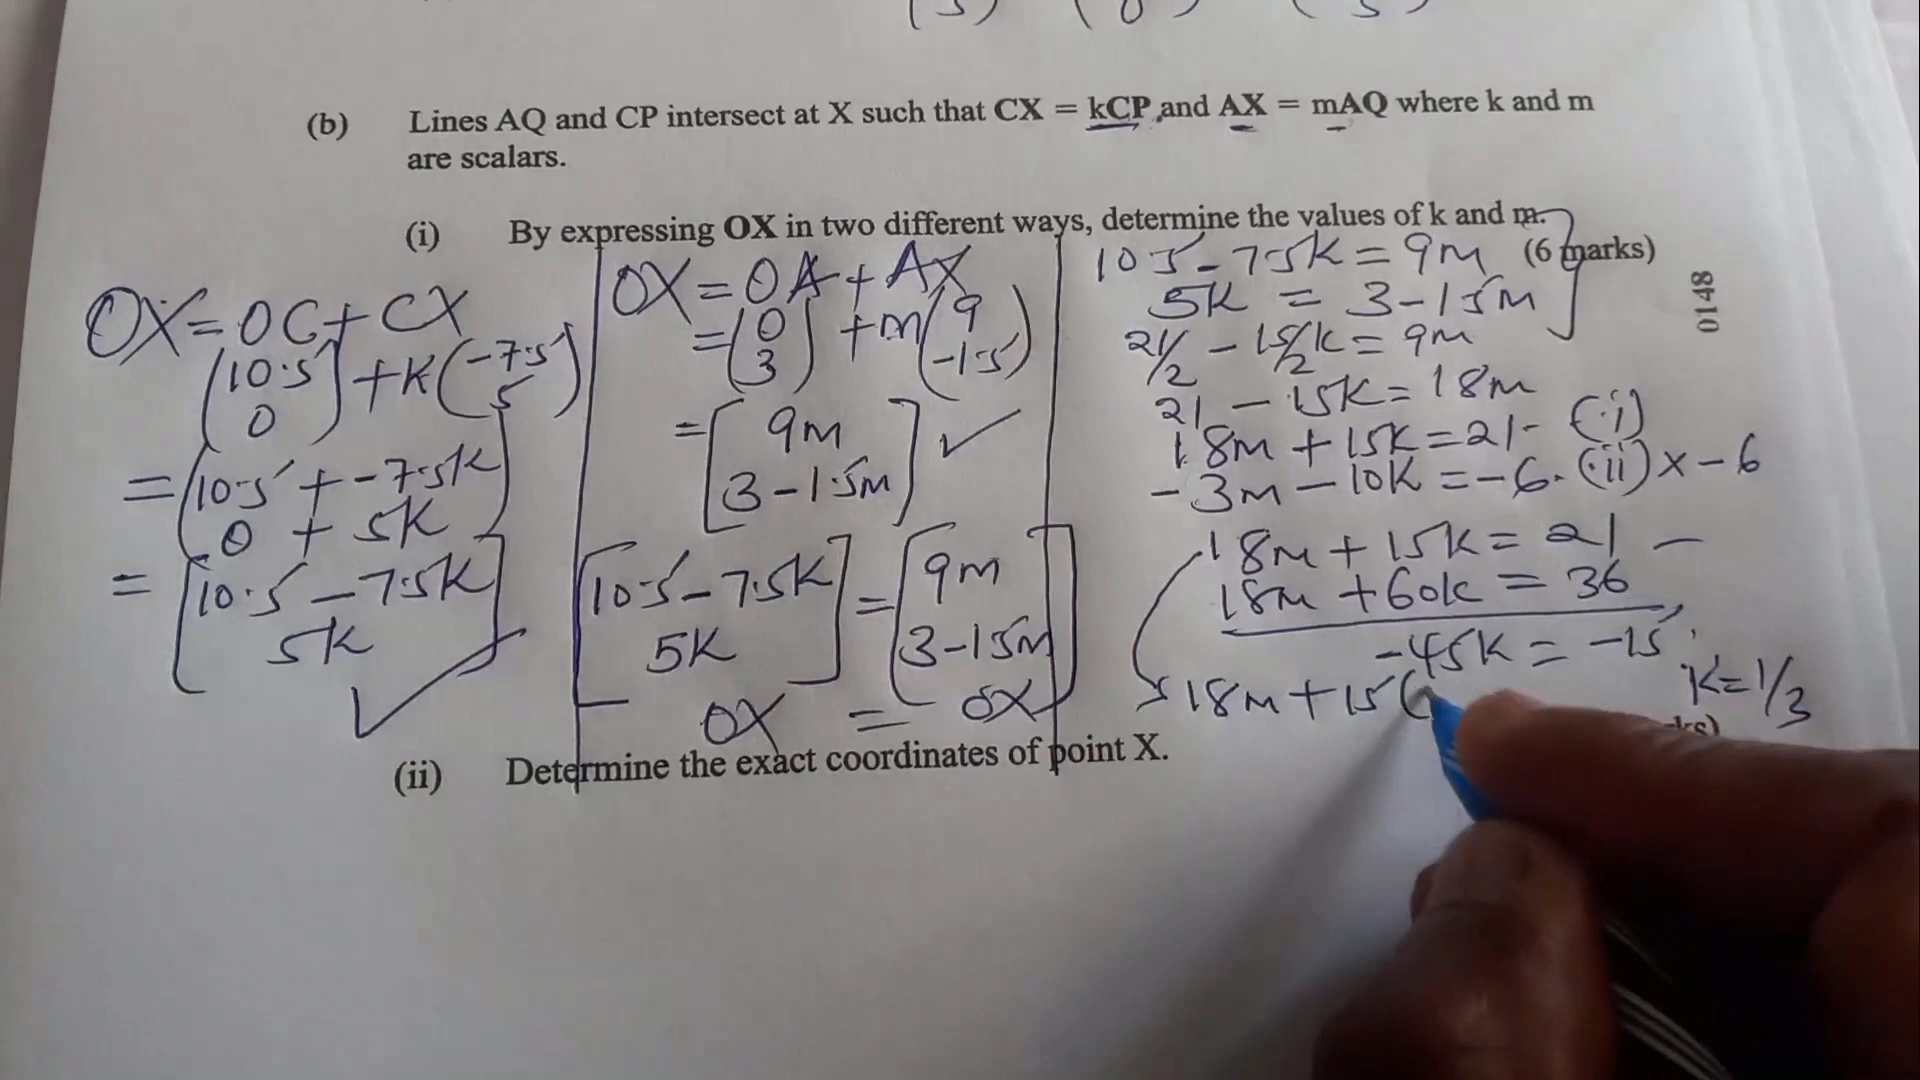 (b) Lines AQ and CP intersect at X such that CX = kCP and AX = mAQ where k and m
are scalars.
(i) By expressing OX in two different ways, determine the values of k and m.
(6 marks)
0148
OX = OC + CX
(10.5 0) + K(-7.5 5)
= (10.5 + -7.5K
0 + 5K)
= [10.5 - 7.5K
5K]
OX = OA + AX
= (0 3) + m(9 -1.5)
= [9m
3 - 1.5m] ✓
[10.5 - 7.5K 5K] = [9m 3 - 1.5m]
OX = OX
10.5 - 7.5K = 9m
5K = 3 - 1.5m
21/2 - 15/2K = 9m
21 - 15K = 18m
18m + 15K = 21 - (i)
-3m - 10K = -6. (ii) x -6
18m + 15K = 21 -
18m + 60K = 36
-45K = -15
K = 1/3
18m + 15(
(ii) Determine the exact coordinates of point X.